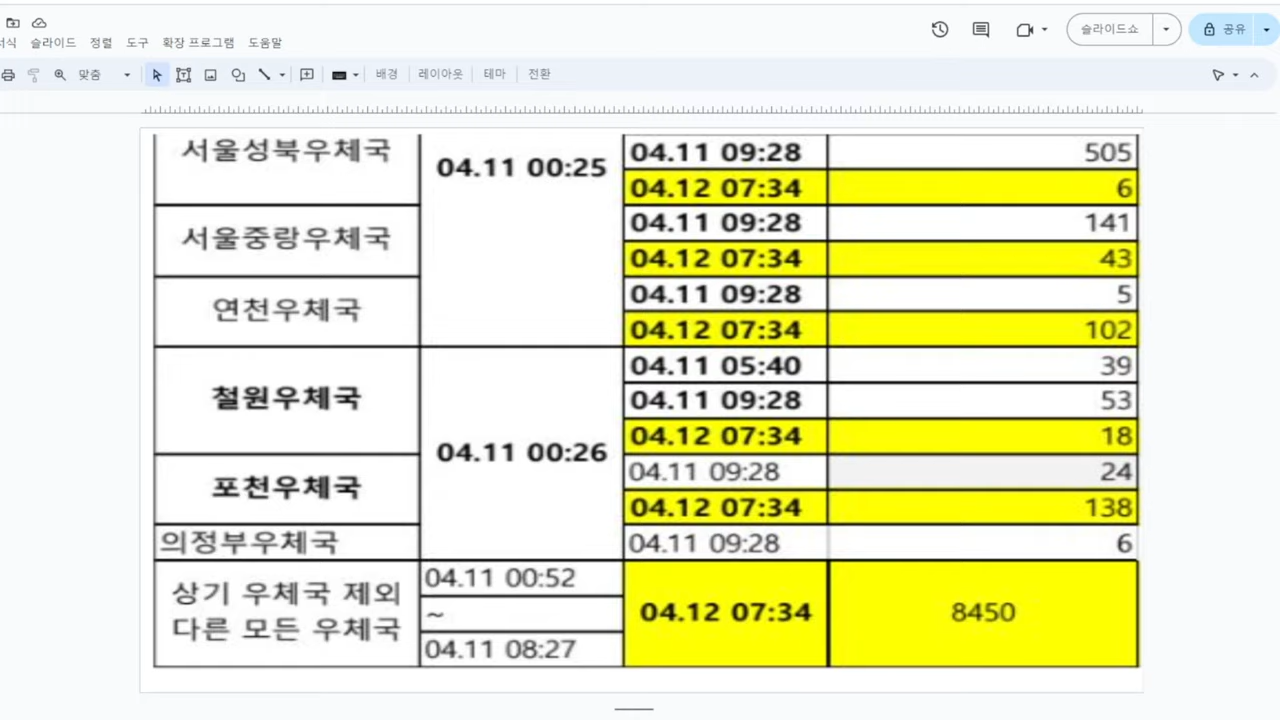 서식 슬라이드 정렬 도구 확장 프로그램 도움말
슬라이드쇼
공유
맞춤
배경 레이아웃 테마 전환
서울성북우체국 04.11 00:25 04.11 09:28 505
04.12 07:34 6
서울중랑우체국 04.11 09:28 141
04.12 07:34 43
연천우체국 04.11 09:28 5
04.12 07:34 102
철원우체국 04.11 00:26 04.11 05:40 39
04.11 09:28 53
04.12 07:34 18
포천우체국 04.11 09:28 24
04.12 07:34 138
의정부우체국 04.11 09:28 6
상기 우체국 제외
다른 모든 우체국
04.11 00:52
~
04.11 08:27
04.12 07:34 8450